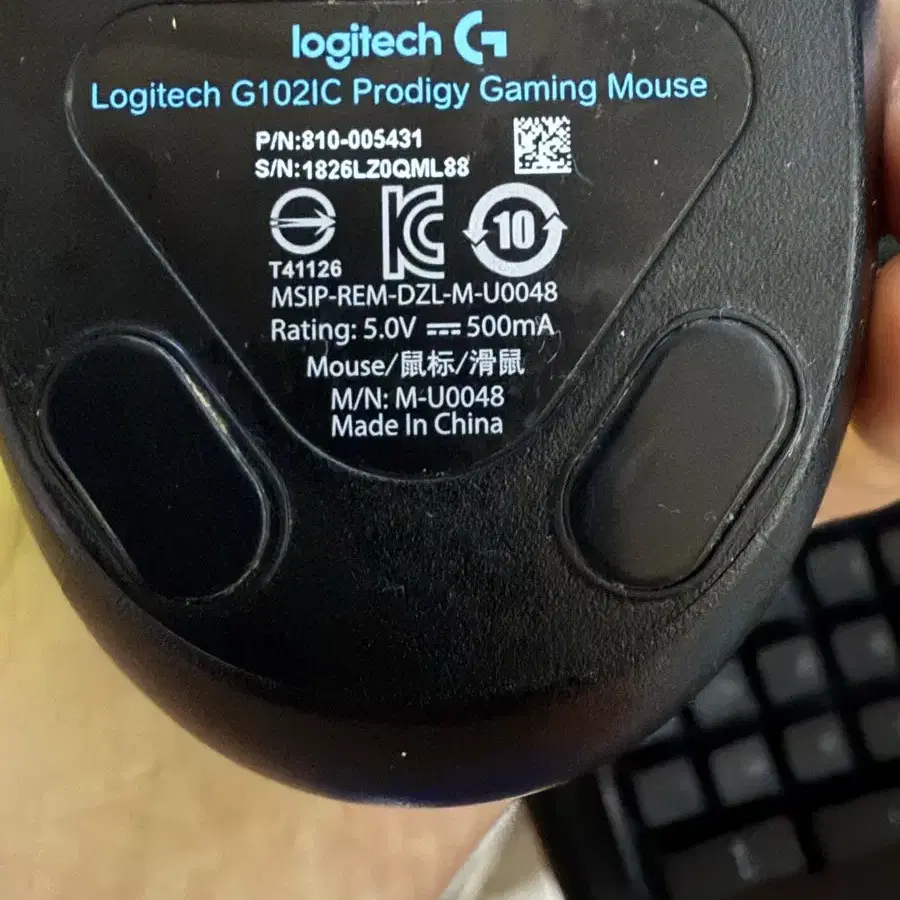 logitech G
Logitech G102IC Prodigy Gaming Mouse
P/N:810-005431
S/N:1826LZ0QML88
10
T41126
MSIP-REM-DZL-M-U0048
Rating: 5.0V ⎓ 500mA
Mouse/鼠标/滑鼠
M/N: M-U0048
Made In China